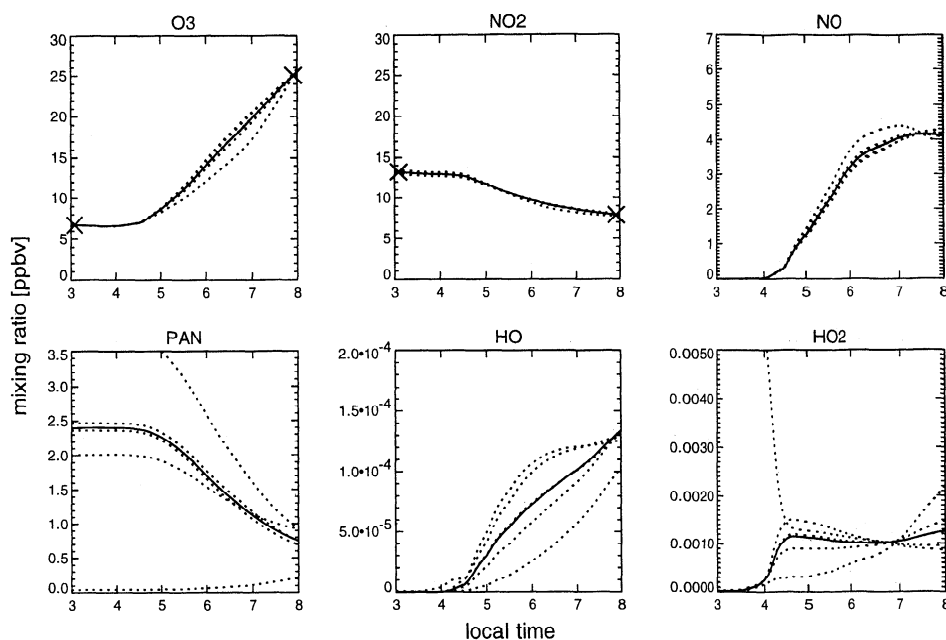 O3
NO2
NO
30
25
20
15
10
5
0
3 4 5 6 7 8
30
25
20
15
10
5
0
3 4 5 6 7 8
7
6
5
4
3
2
1
0
3 4 5 6 7 8
mixing ratio [ppbv]
PAN
HO
HO2
3.5
3.0
2.5
2.0
1.5
1.0
0.5
0.0
3 4 5 6 7 8
2.0•10-4
1.5•10-4
1.0•10-4
5.0•10-5
0
3 4 5 6 7 8
0.0050
0.0040
0.0030
0.0020
0.0010
0.0000
3 4 5 6 7 8
local time